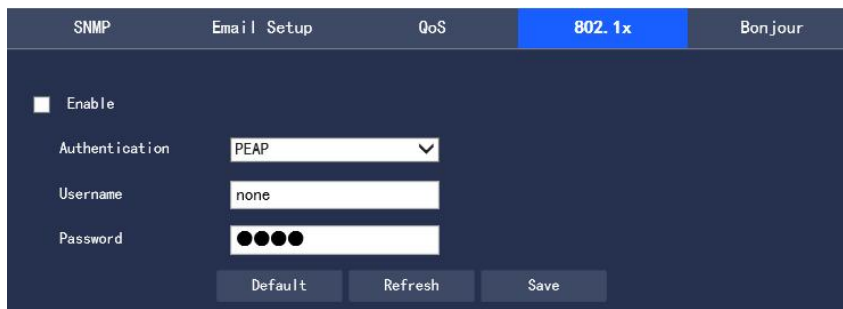 SNMP Email Setup QoS 802.1x Bonjour
Enable
Authentication PEAP
Username none
Password ●●●●
Default Refresh Save